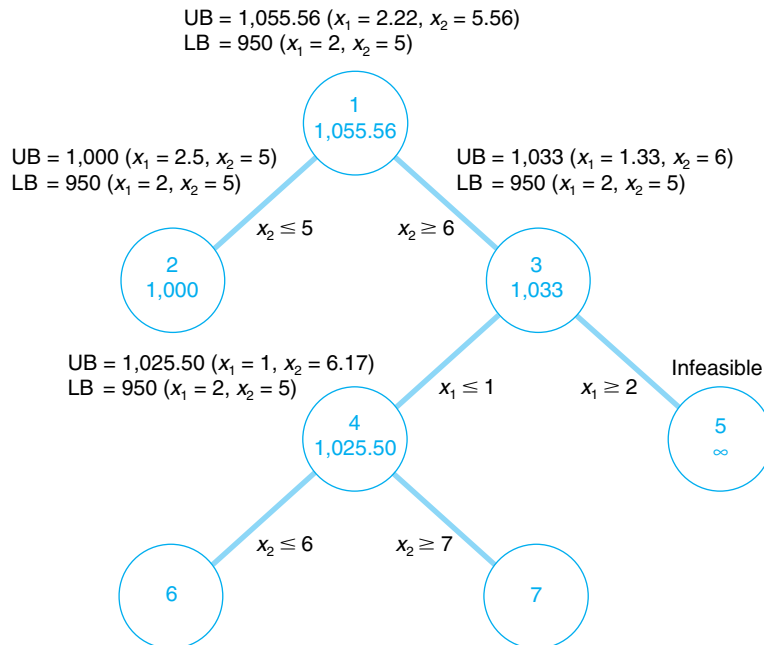 UB = 1,055.56 (x₁ = 2.22, x₂ = 5.56)
LB = 950 (x₁ = 2, x₂ = 5)
1
1,055.56
UB = 1,000 (x₁ = 2.5, x₂ = 5)
LB = 950 (x₁ = 2, x₂ = 5)
UB = 1,033 (x₁ = 1.33, x₂ = 6)
LB = 950 (x₁ = 2, x₂ = 5)
x₂ ≤ 5
x₂ ≥ 6
2
1,000
3
1,033
UB = 1,025.50 (x₁ = 1, x₂ = 6.17)
LB = 950 (x₁ = 2, x₂ = 5)
Infeasible
x₁ ≤ 1
x₁ ≥ 2
4
1,025.50
5
∞
x₂ ≤ 6
x₂ ≥ 7
6
7